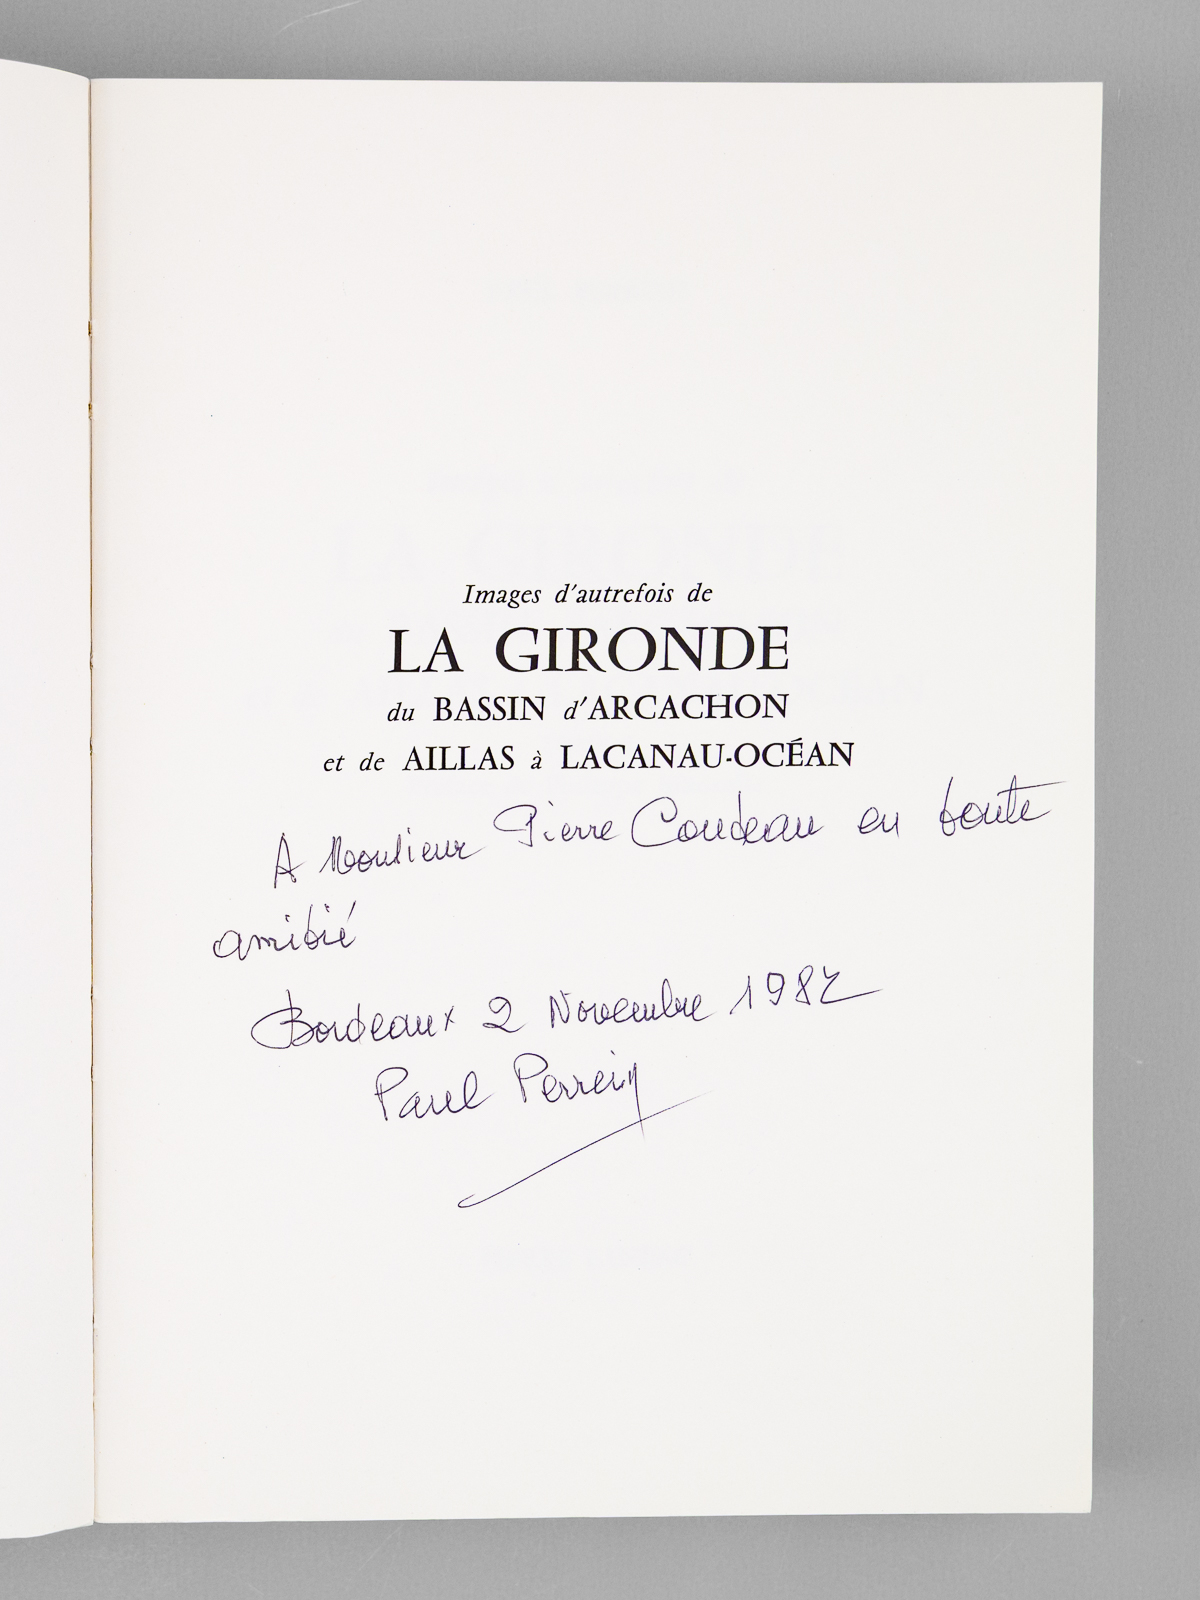 Images d'autrefois de
LA GIRONDE
du BASSIN d'ARCACHON
et de AILLAS à LACANAU-OCÉAN
A Monsieur Pierre Coudeau en toute
amitié
Bordeaux 2 Novembre 1982
Paul Perrein